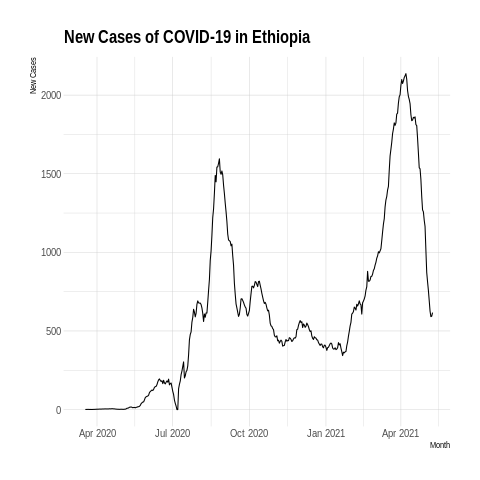 New Cases of COVID-19 in Ethiopia
New Cases
2000
1500
1000
500
0
Apr 2020 Jul 2020 Oct 2020 Jan 2021 Apr 2021
Month